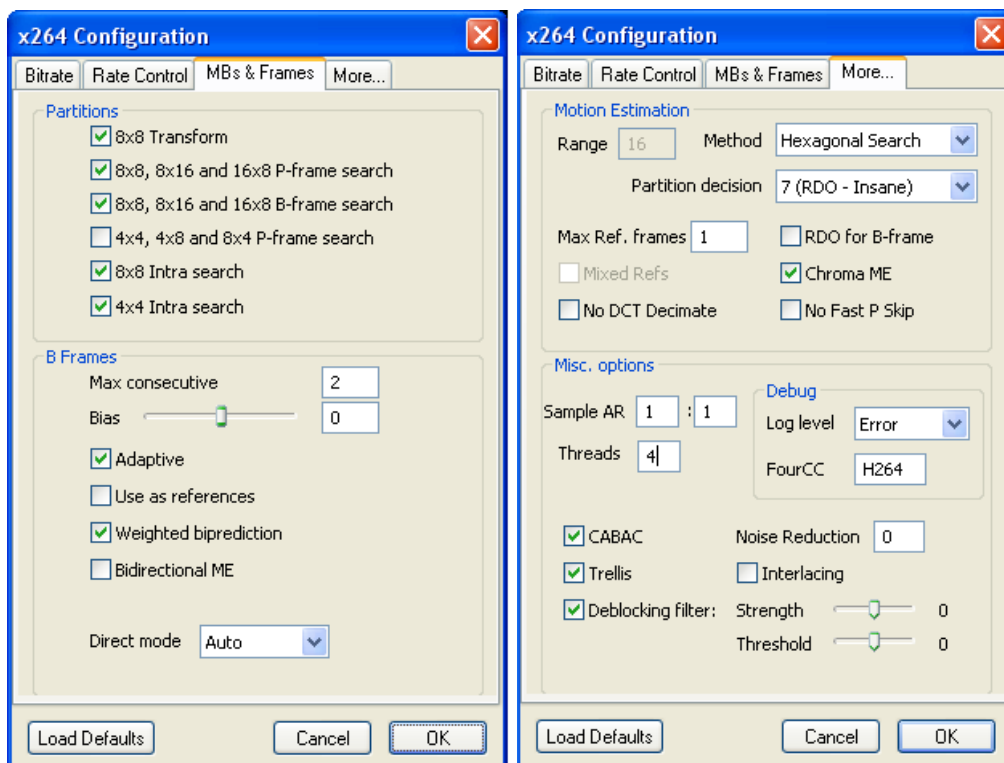 x264 Configuration
Bitrate Rate Control MBs & Frames More...
Partitions
8x8 Transform
8x8, 8x16 and 16x8 P-frame search
8x8, 8x16 and 16x8 B-frame search
4x4, 4x8 and 8x4 P-frame search
8x8 Intra search
4x4 Intra search
B Frames
Max consecutive 2
Bias 0
Adaptive
Use as references
Weighted biprediction
Bidirectional ME
Direct mode Auto
Load Defaults Cancel OK
x264 Configuration
Bitrate Rate Control MBs & Frames More...
Motion Estimation
Range 16 Method Hexagonal Search
Partition decision 7 (RDO - Insane)
Max Ref. frames 1 RDO for B-frame
Mixed Refs Chroma ME
No DCT Decimate No Fast P Skip
Misc. options
Sample AR 1 : 1
Threads 4
Debug
Log level Error
FourCC H264
CABAC Noise Reduction 0
Trellis Interlacing
Deblocking filter: Strength 0
Threshold 0
Load Defaults Cancel OK